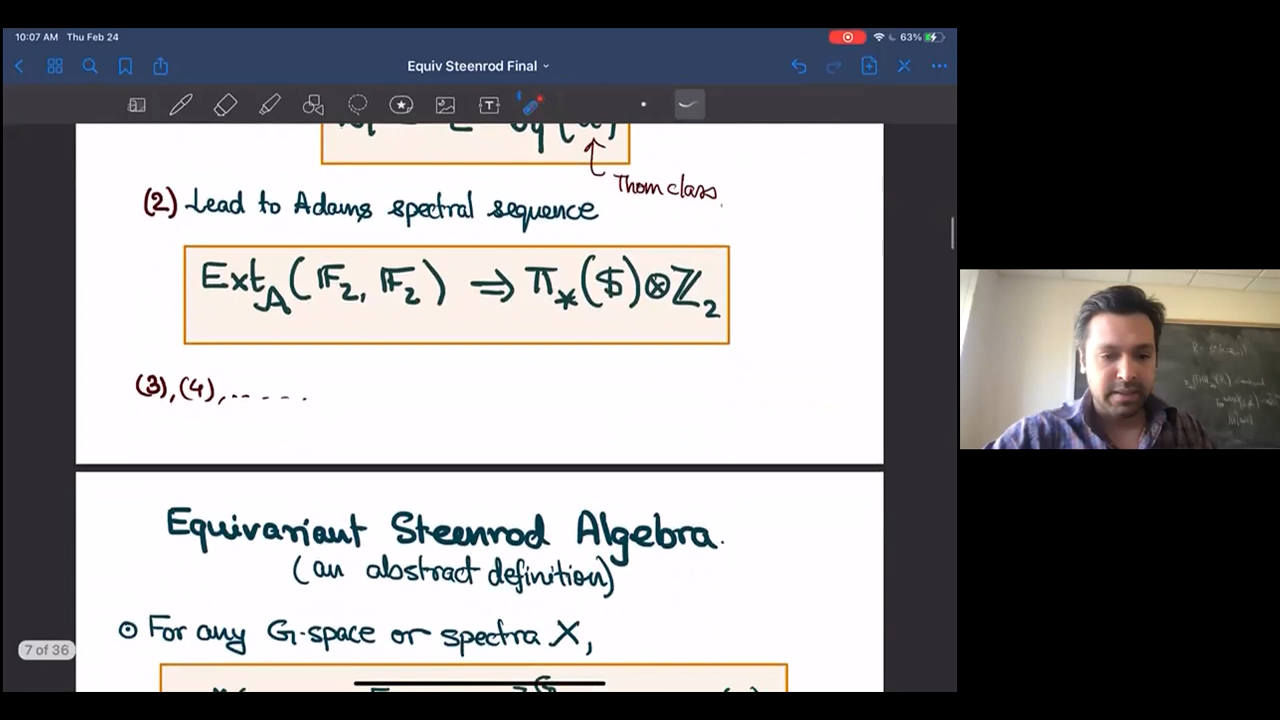 10:07 AM Thu Feb 24
63%
Equiv Steenrod Final
Thom class.
(2) Lead to Adams spectral sequence
Ext_A(𝔽₂, 𝔽₂) ⇒ π_*($)⊗ℤ₂
(3),(4),.. - - - .
Equivariant Steenrod Algebra.
(an abstract definition)
⊙ For any G-space or spectra X,
7 of 36